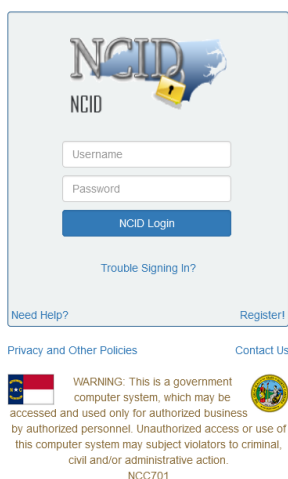 NCID
NCID
Username
Password
NCID Login
Trouble Signing In?
Need Help? Register!
Privacy and Other Policies Contact Us
WARNING: This is a government
computer system, which may be
accessed and used only for authorized business
by authorized personnel. Unauthorized access or use of
this computer system may subject violators to criminal,
civil and/or administrative action.
NCC701